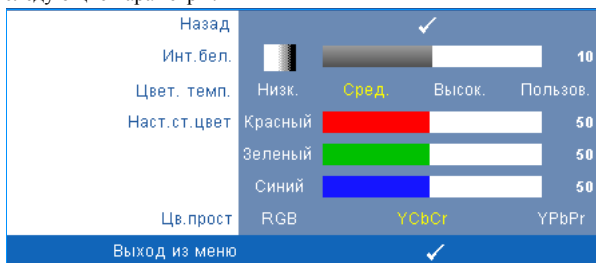 Назад ✓
Инт.бел. 10
Цвет. темп. Низк. Сред. Высок. Пользов.
Наст.ст.цвет Красный 50
Зеленый 50
Синий 50
Цв.прост RGB YCbCr YPbPr
Выход из меню ✓